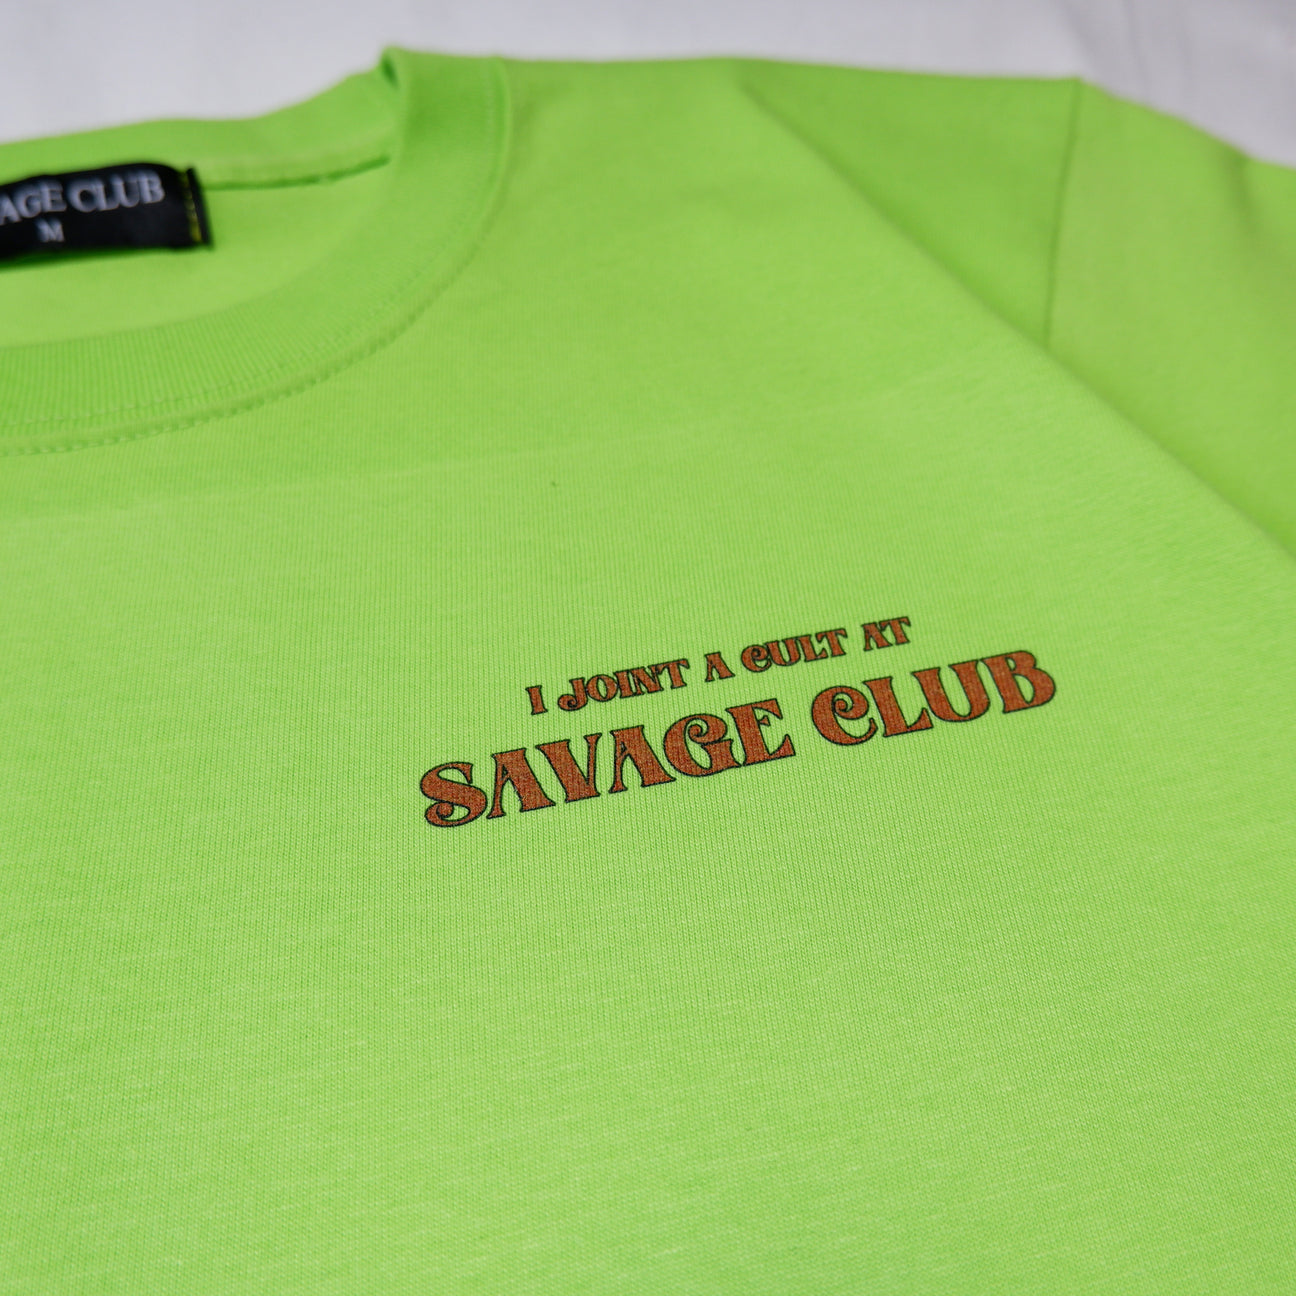 AGE CLUB
M
I JOINT A CULT AT
SAVAGE CLUB